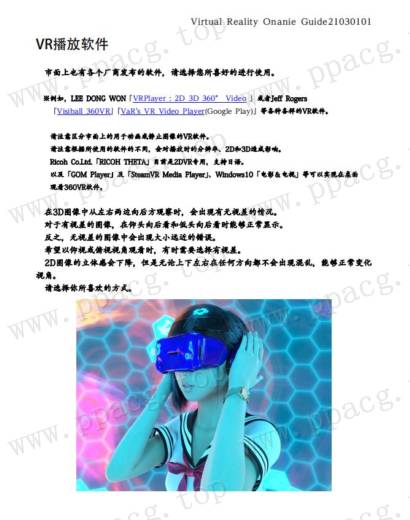 Virtual Reality Onanie Guide21030101
VR播放软件
市面上也有各个厂商发布的软件，请选择您所喜好的进行使用。
※例如，LEE DONG WON「VRPlayer : 2D 3D 360° Video」或者Jeff Rogers
「Visihall 360VR」「VaR's VR Video Player(Google Play)」等各种各样的VR软件。
请注意区分市面上的用于动画或静止图像的VR软件。
请注意根据所使用的软件的不同，会对播放时的分辨率、2D和3D造成影响。
Ricoh Co.Ltd.「RICOH THETA」目前是2DVR专用，支持日语。
以及「GOM Player」及「SteamVR Media Player」、Windows10「电影&电视」等可以实现在桌面
观看360VR软件。
在3D图像中从左右两边向后方观察时，会出现有无视差的情况。
对于有视差的图像，在仰头向后看和低头向后看时能够正常显示。
反之，无视差的图像中会出现大小远近的错误。
希望以仰视或俯视视角观看时，有时需要选择有视差。
2D图像的立体感会下降，但是无论上下左右在任何方向都不会出现混乱，能够正常变化
视角。
请选择你所喜欢的方式。
www.ppacg.top